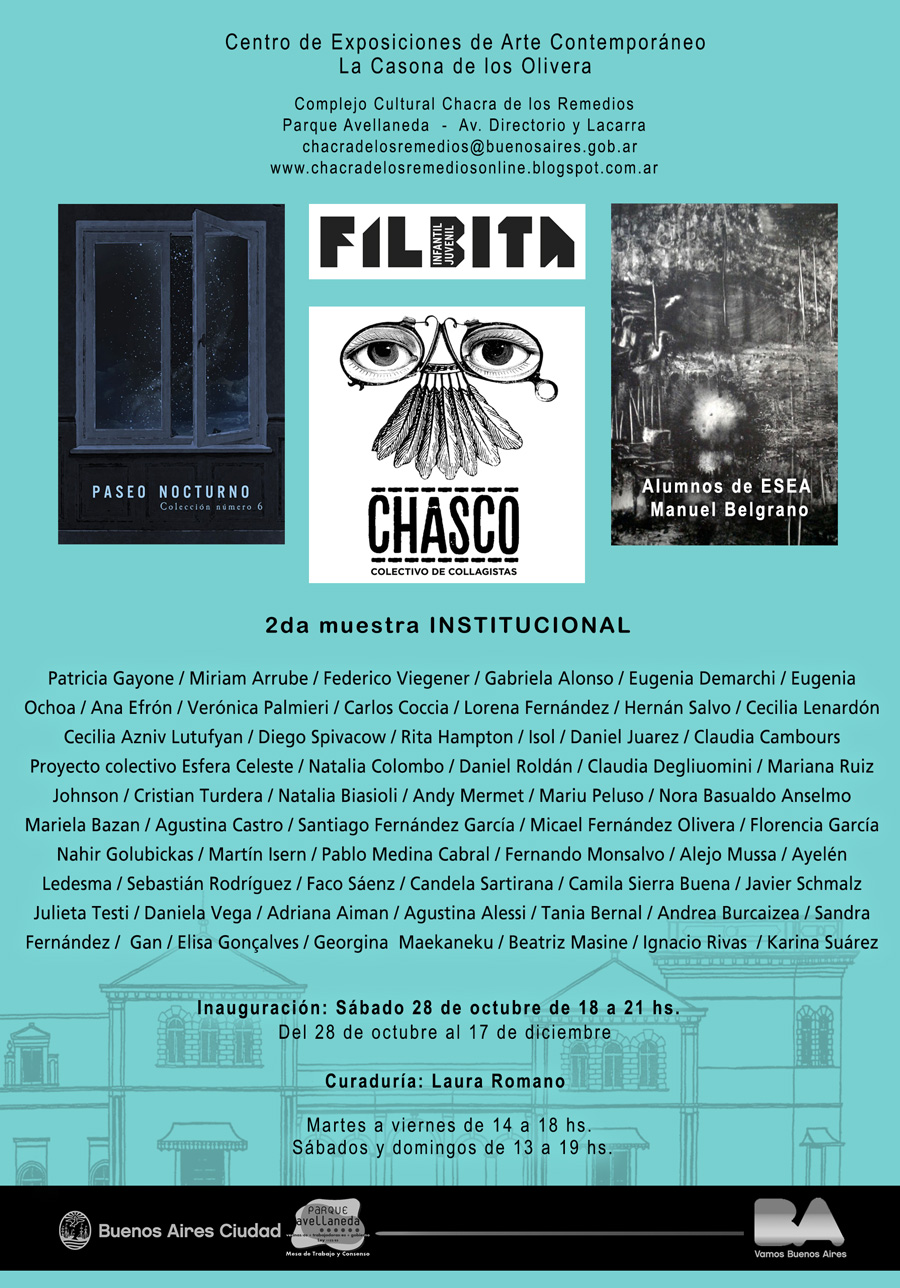 Centro de Exposiciones de Arte Contemporáneo
La Casona de los Olivera
Complejo Cultural Chacra de los Remedios
Parque Avellaneda - Av. Directorio y Lacarra
chacradelosremedios@buenosaires.gob.ar
www.chacradelosremediosonline.blogspot.com.ar
PASEO NOCTURNO
Colección número 6
FILBITA
INFANTIL
JUVENIL
CHASCO
COLECTIVO DE COLLAGISTAS
Alumnos de ESEA
Manuel Belgrano
2da muestra INSTITUCIONAL
Patricia Gayone / Miriam Arrube / Federico Viegener / Gabriela Alonso / Eugenia Demarchi / Eugenia
Ochoa / Ana Efrón / Verónica Palmieri / Carlos Coccia / Lorena Fernández / Hernán Salvo / Cecilia Lenardón
Cecilia Azniv Lutufyan / Diego Spivacow / Rita Hampton / Isol / Daniel Juarez / Claudia Cambours
Proyecto colectivo Esfera Celeste / Natalia Colombo / Daniel Roldán / Claudia Degliuomini / Mariana Ruiz
Johnson / Cristian Turdera / Natalia Biasioli / Andy Mermet / Mariu Peluso / Nora Basualdo Anselmo
Mariela Bazan / Agustina Castro / Santiago Fernández García / Micael Fernández Olivera / Florencia García
Nahir Golubickas / Martín Isern / Pablo Medina Cabral / Fernando Monsalvo / Alejo Mussa / Ayelén
Ledesma / Sebastián Rodríguez / Faco Sáenz / Candela Sartirana / Camila Sierra Buena / Javier Schmalz
Julieta Testi / Daniela Vega / Adriana Aiman / Agustina Alessi / Tania Bernal / Andrea Burcaizea / Sandra
Fernández / Gan / Elisa Gonçalves / Georgina Maekaneku / Beatriz Masine / Ignacio Rivas / Karina Suárez
Inauguración: Sábado 28 de octubre de 18 a 21 hs.
Del 28 de octubre al 17 de diciembre
Curaduría: Laura Romano
Martes a viernes de 14 a 18 hs.
Sábados y domingos de 13 a 19 hs.
Buenos Aires Ciudad
PARQUE
avellaneda
Mesa de Trabajo y Consenso
BA
Vamos Buenos Aires